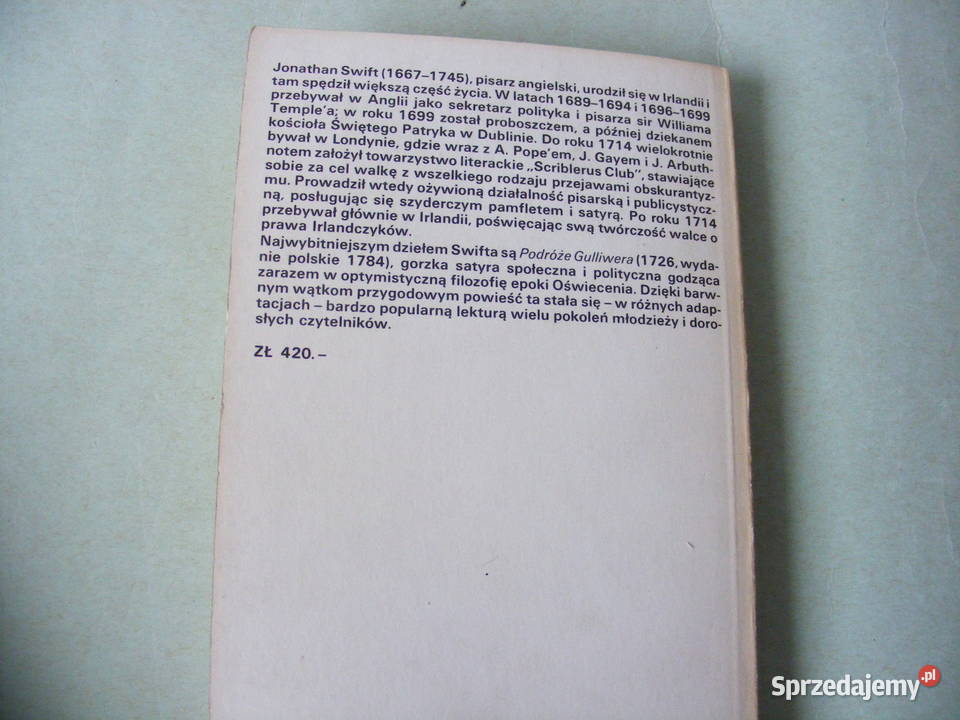 Jonathan Swift (1667–1745), pisarz angielski, urodził się w Irlandii i
tam spędził większą część życia. W latach 1689–1694 i 1696–1699
przebywał w Anglii jako sekretarz polityka i pisarza sir Williama
Temple'a; w roku 1699 został proboszczem, a później dziekanem
kościoła Świętego Patryka w Dublinie. Do roku 1714 wielokrotnie
bywał w Londynie, gdzie wraz z A. Pope'em, J. Gayem i J. Arbuth-
notem założył towarzystwo literackie „Scriblerus Club", stawiające
sobie za cel walkę z wszelkiego rodzaju przejawami obskurantyz-
mu. Prowadził wtedy ożywioną działalność pisarską i publicystycz-
ną, posługując się szyderczym pamfletem i satyrą. Po roku 1714
przebywał głównie w Irlandii, poświęcając swą twórczość walce o
prawa Irlandczyków.
Najwybitniejszym dziełem Swifta są Podróże Gulliwera (1726, wyda-
nie polskie 1784), gorzka satyra społeczna i polityczna godząca
zarazem w optymistyczną filozofię epoki Oświecenia. Dzięki barw-
nym wątkom przygodowym powieść ta stała się – w różnych adap-
tacjach – bardzo popularną lekturą wielu pokoleń młodzieży i doro-
słych czytelników.
ZŁ 420.–
Sprzedajemy.pl